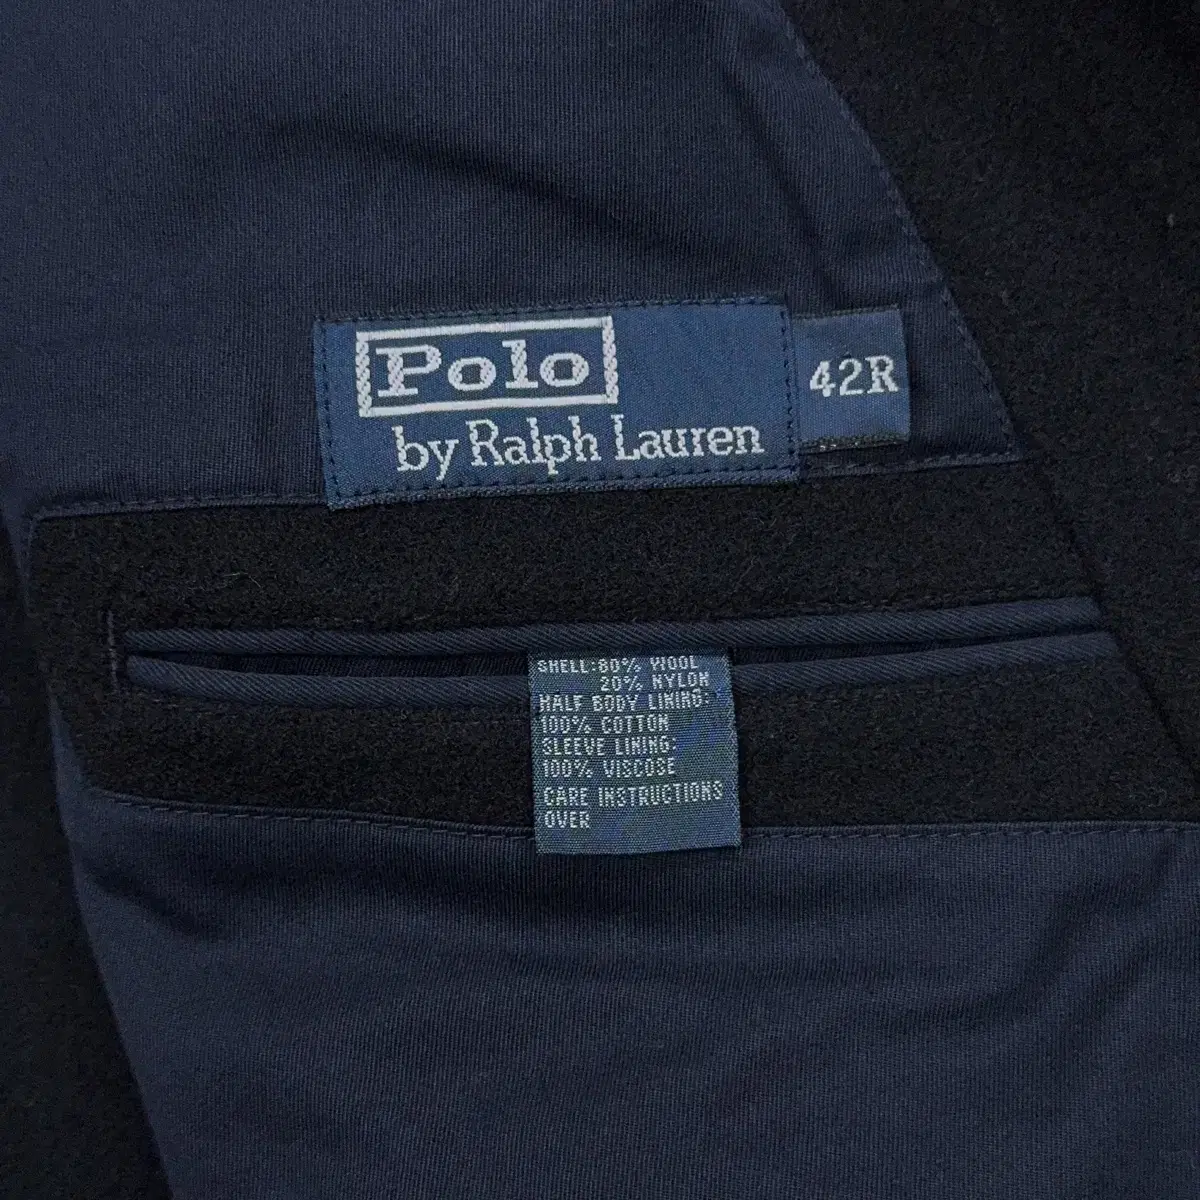 Polo
by Ralph Lauren
42R
SHELL:80% WOOL
20% NYLON
HALF BODY LINING:
100% COTTON
SLEEVE LINING:
100% VISCOSE
CARE INSTRUCTIONS
OVER